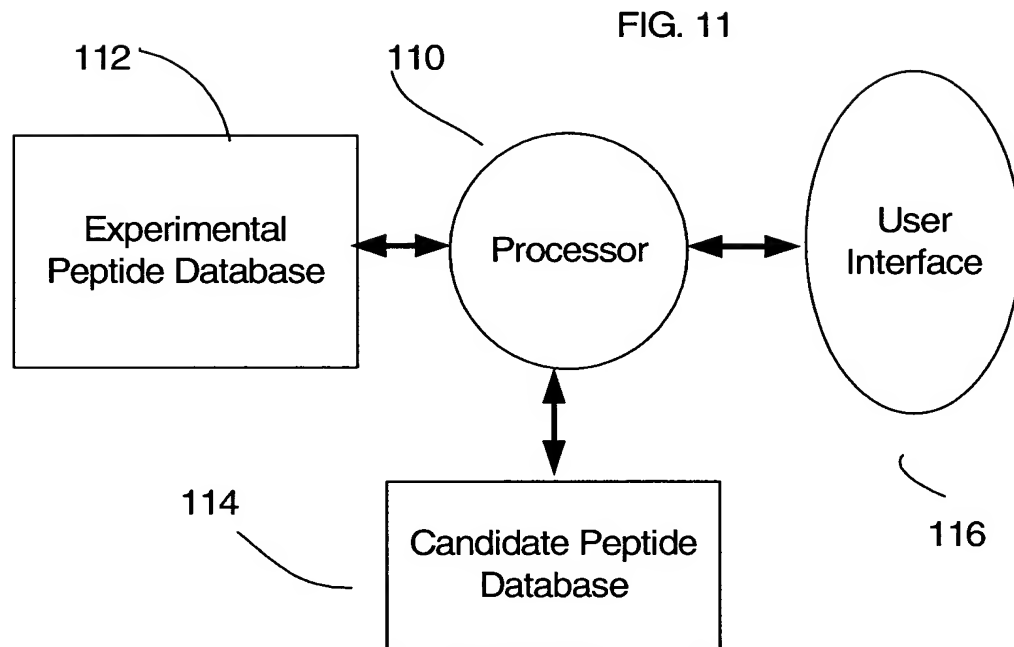 FIG. 11
112
110
Experimental
Peptide Database
Processor
User
Interface
114
Candidate Peptide
Database
116